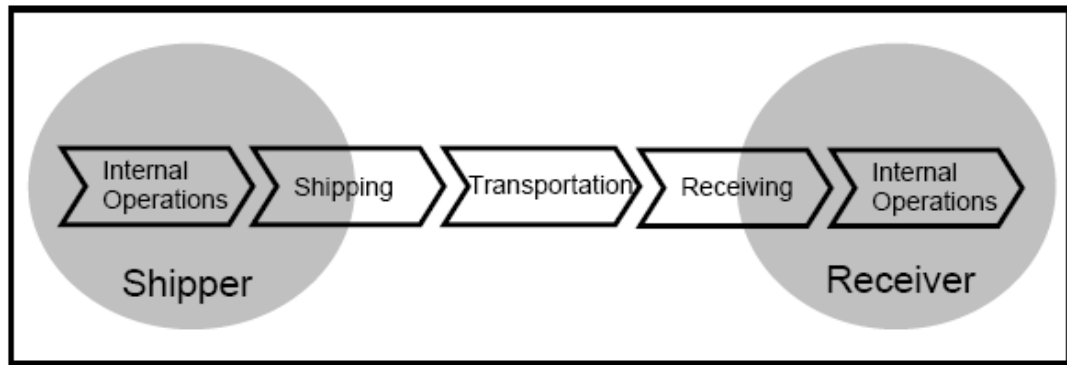 Internal
Operations
Shipping
Transportation
Receiving
Internal
Operations
Shipper
Receiver